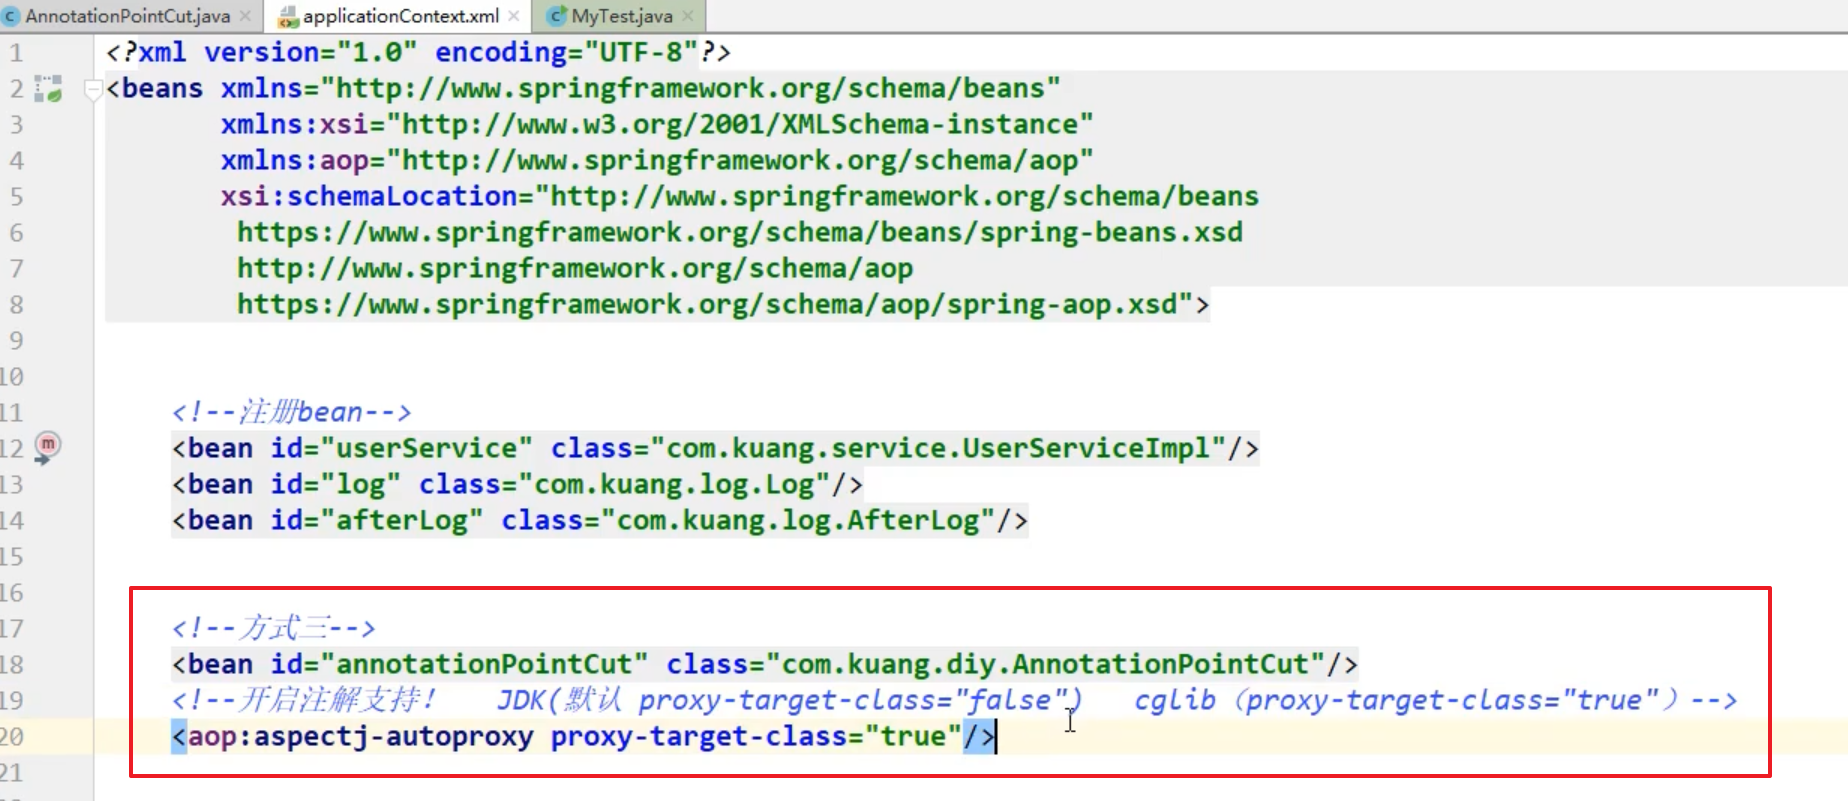 AnnotationPointCut.java applicationContext.xml MyTest.java
1 <?xml version="1.0" encoding="UTF-8"?>
2 <beans xmlns="http://www.springframework.org/schema/beans"
3 xmlns:xsi="http://www.w3.org/2001/XMLSchema-instance"
4 xmlns:aop="http://www.springframework.org/schema/aop"
5 xsi:schemaLocation="http://www.springframework.org/schema/beans
6 https://www.springframework.org/schema/beans/spring-beans.xsd
7 http://www.springframework.org/schema/aop
8 https://www.springframework.org/schema/aop/spring-aop.xsd">
9
10
11 <!--注册bean-->
12 <bean id="userService" class="com.kuang.service.UserServiceImpl"/>
13 <bean id="log" class="com.kuang.log.Log"/>
14 <bean id="afterLog" class="com.kuang.log.AfterLog"/>
15
16
17 <!--方式三-->
18 <bean id="annotationPointCut" class="com.kuang.diy.AnnotationPointCut"/>
19 <!--开启注解支持! JDK(默认 proxy-target-class="false") cglib（proxy-target-class="true"）-->
20 <aop:aspectj-autoproxy proxy-target-class="true"/>
21